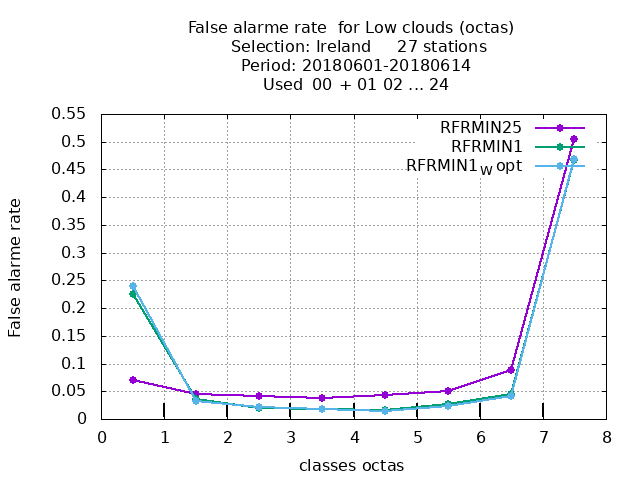 False alarme rate  for Low clouds (octas)
Selection: Ireland     27 stations
Period: 20180601-20180614
Used  00 + 01 02 ... 24
RFRMIN25
RFRMIN1
RFRMIN1w opt
0.55
0.5
0.45
0.4
0.35
0.3
0.25
0.2
0.15
0.1
0.05
0
False alarme rate
0 1 2 3 4 5 6 7 8
classes octas